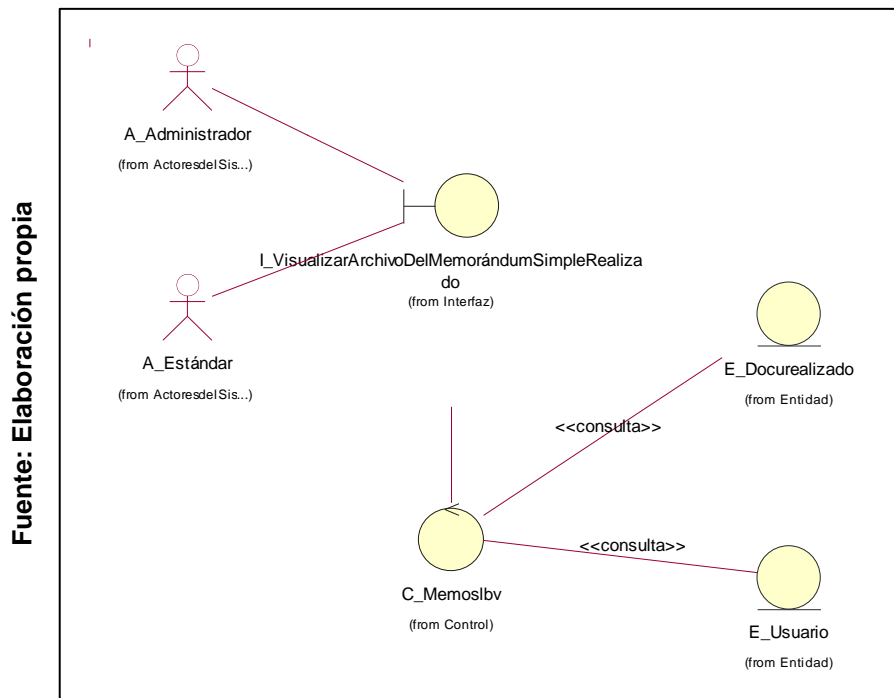 Fuente: Elaboración propia
A_Administrador
(from ActoresdelSis...)
I_VisualizarArchivoDelMemorándumSimpleRealiza
do
(from Interfaz)
A_Estándar
(from ActoresdelSis...)
E_Docurealizado
(from Entidad)
<<consulta>>
<<consulta>>
C_Memoslbv
(from Control)
E_Usuario
(from Entidad)